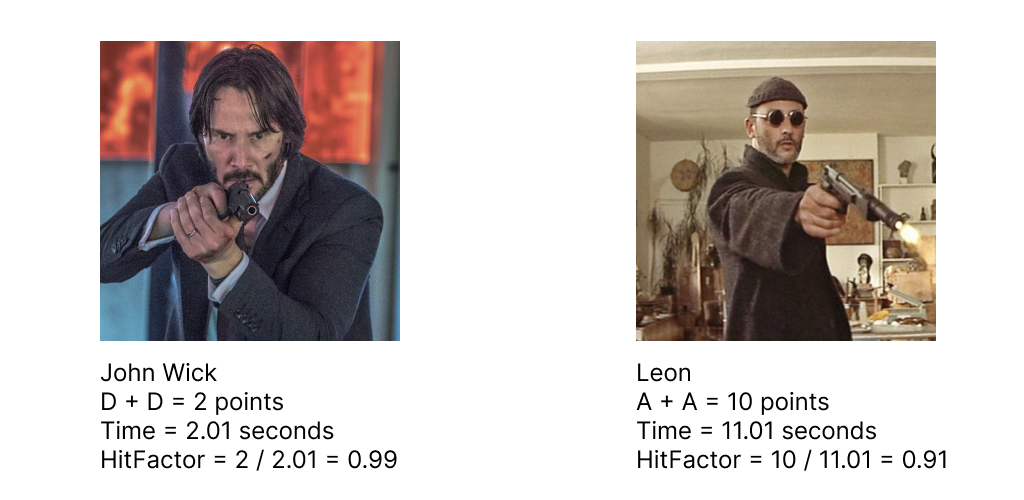 John Wick
D + D = 2 points
Time = 2.01 seconds
HitFactor = 2 / 2.01 = 0.99
Leon
A + A = 10 points
Time = 11.01 seconds
HitFactor = 10 / 11.01 = 0.91